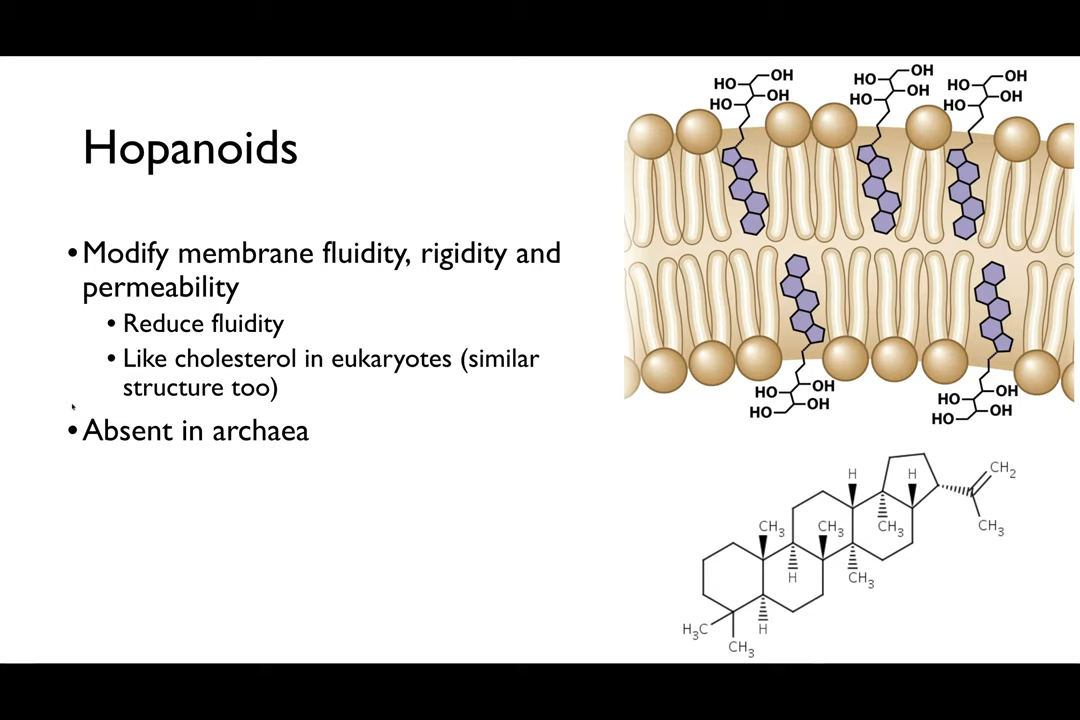 Hopanoids
•Modify membrane fluidity, rigidity and
permeability
• Reduce fluidity
• Like cholesterol in eukaryotes (similar
structure too)
•Absent in archaea
HO OH
HO OH
HO OH
HO OH
HO OH
HO OH
HO OH
HO OH
HO OH
HO OH
H H CH2
CH3 CH3 CH3 CH3
H CH3
H3C H
CH3